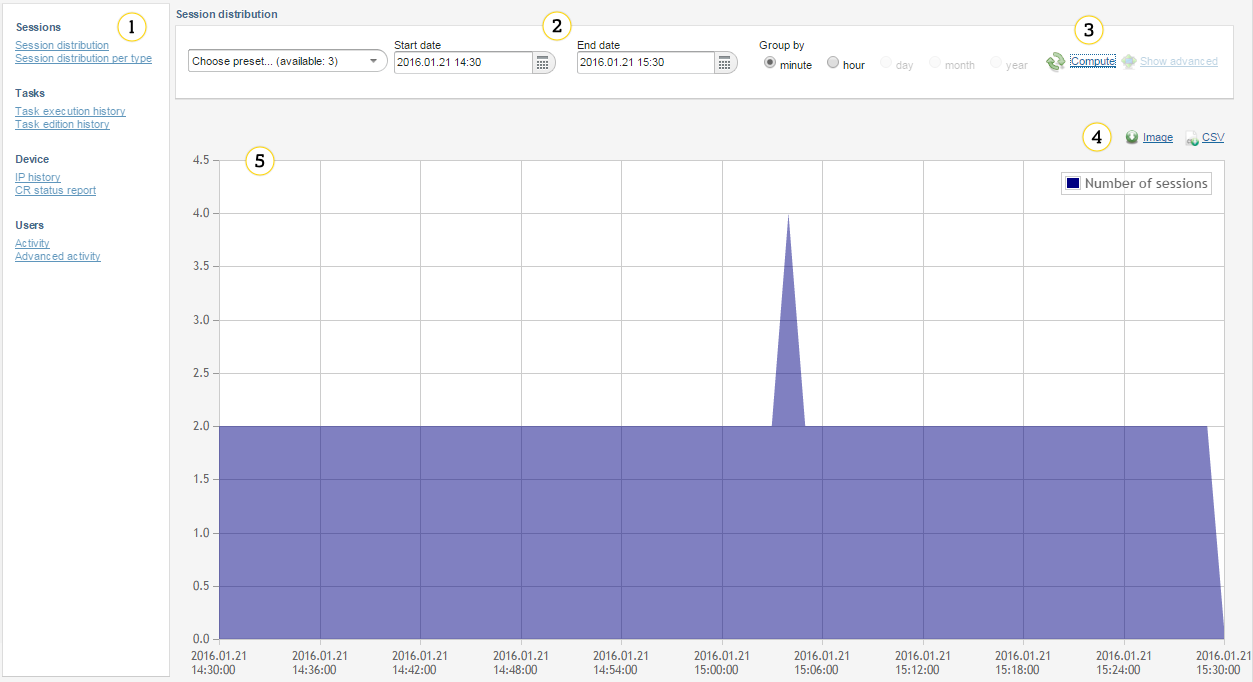 Sessions
1
Session distribution
Session distribution per type
Tasks
Task execution history
Task edition history
Device
IP history
CR status report
Users
Activity
Advanced activity
Session distribution
2
3
Choose preset... (available: 3)
Start date
2016.01.21 14:30
End date
2016.01.21 15:30
Group by
minute hour day month year
Compute
Show advanced
4
Image
CSV
5
Number of sessions
4.5
4.0
3.5
3.0
2.5
2.0
1.5
1.0
0.5
0.0
2016.01.21 2016.01.21 2016.01.21 2016.01.21 2016.01.21 2016.01.21 2016.01.21 2016.01.21 2016.01.21 2016.01.21 2016.01.21
14:30:00 14:36:00 14:42:00 14:48:00 14:54:00 15:00:00 15:06:00 15:12:00 15:18:00 15:24:00 15:30:00